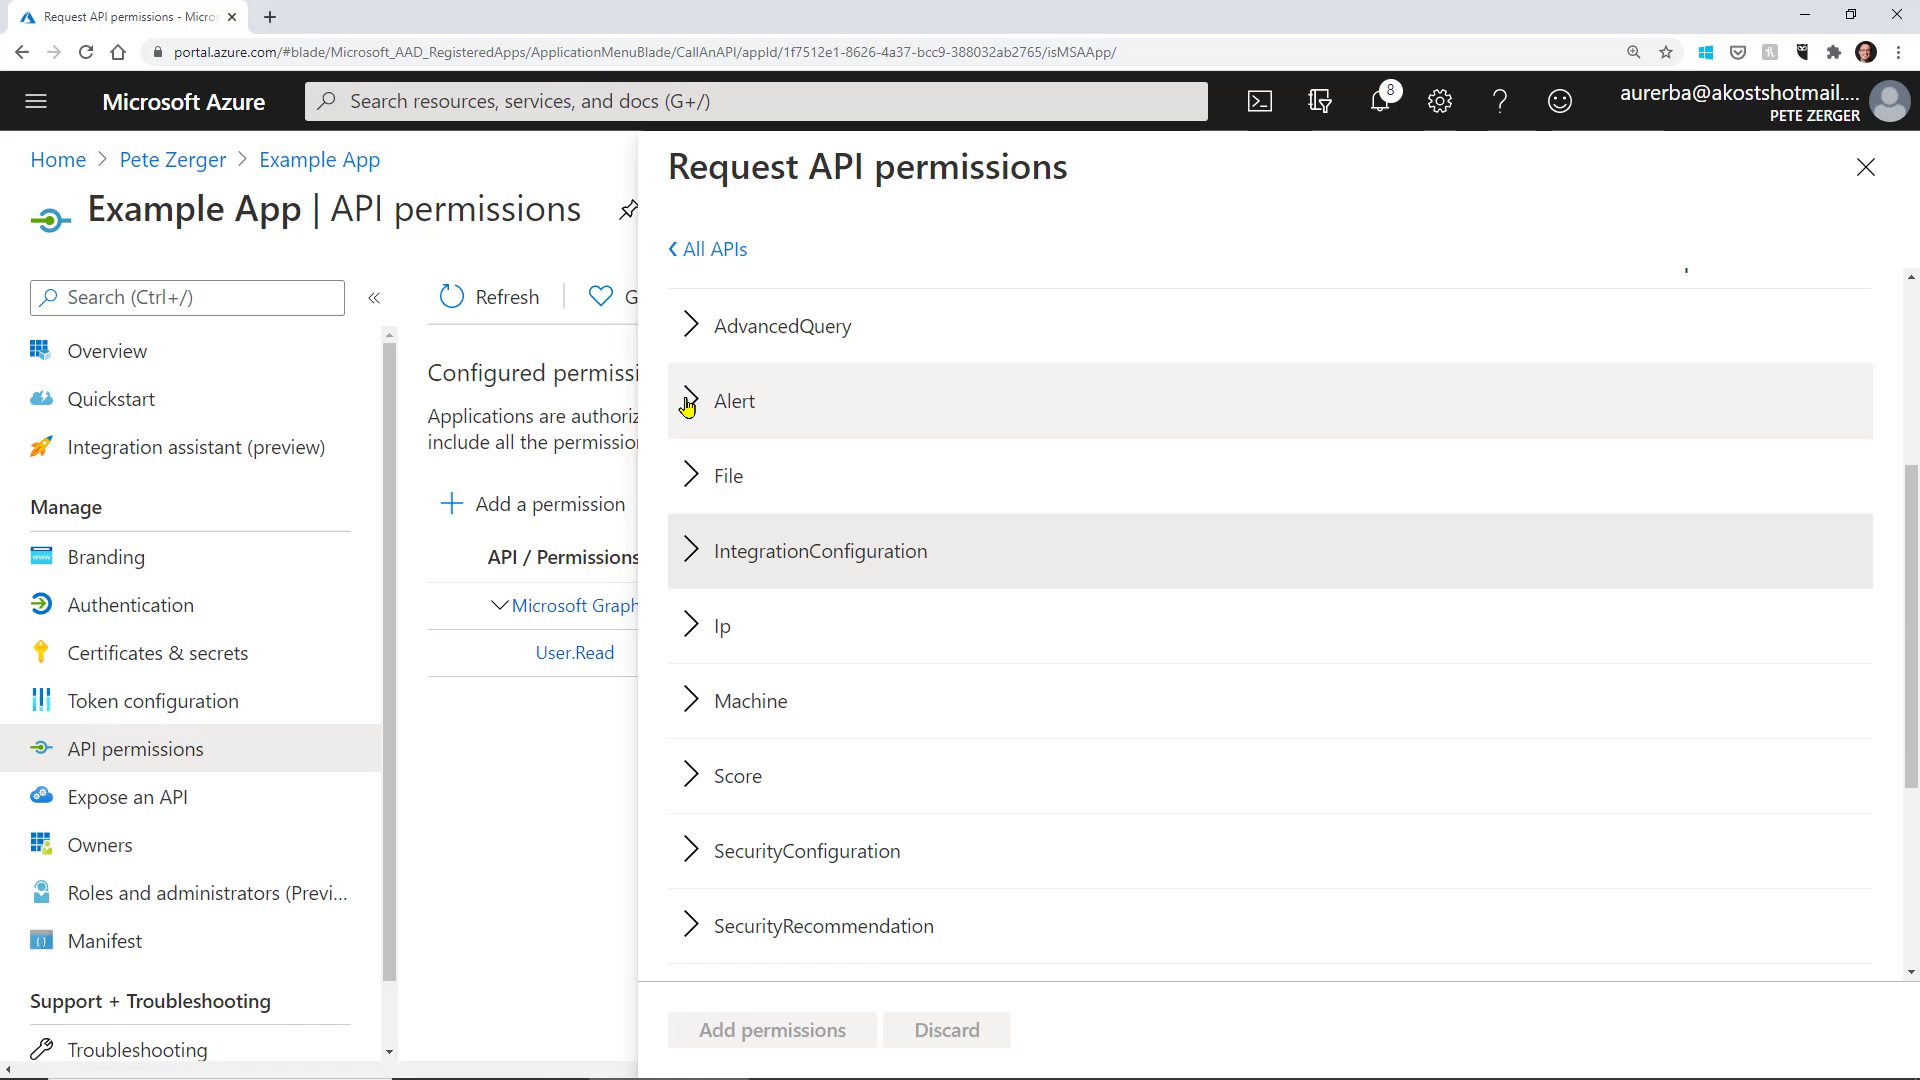 Request API permissions - Micros
portal.azure.com/#blade/Microsoft_AAD_RegisteredApps/ApplicationMenuBlade/CallAnAPI/appId/1f7512e1-8626-4a37-bcc9-388032ab2765/isMSAApp/
Microsoft Azure
Search resources, services, and docs (G+/)
8
aurerba@akostshotmail....
PETE ZERGER
Home > Pete Zerger > Example App
Example App | API permissions
Search (Ctrl+/)
«
Overview
Quickstart
Integration assistant (preview)
Manage
Branding
Authentication
Certificates & secrets
Token configuration
API permissions
Expose an API
Owners
Roles and administrators (Previ...
Manifest
Support + Troubleshooting
Troubleshooting
Refresh
G
Configured permissi
Applications are authoriz
include all the permission
Add a permission
API / Permissions
Microsoft Graph
User.Read
Request API permissions
All APIs
AdvancedQuery
Alert
File
IntegrationConfiguration
Ip
Machine
Score
SecurityConfiguration
SecurityRecommendation
Add permissions
Discard